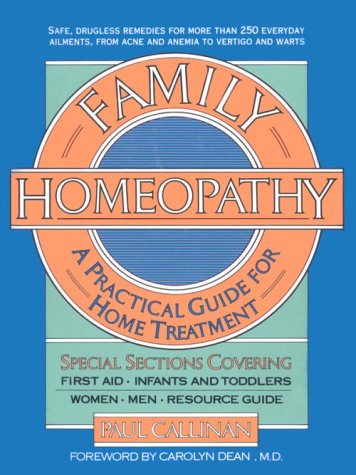 SAFE, DRUGLESS REMEDIES FOR MORE THAN 250 EVERYDAY
AILMENTS, FROM ACNE AND ANEMIA TO VERTIGO AND WARTS
FAMILY
HOMEOPATHY
A PRACTICAL GUIDE FOR
HOME TREATMENT
SPECIAL SECTIONS COVERING
FIRST AID · INFANTS AND TODDLERS
WOMEN · MEN · RESOURCE GUIDE
PAUL CALLINAN
FOREWORD BY CAROLYN DEAN, M.D.